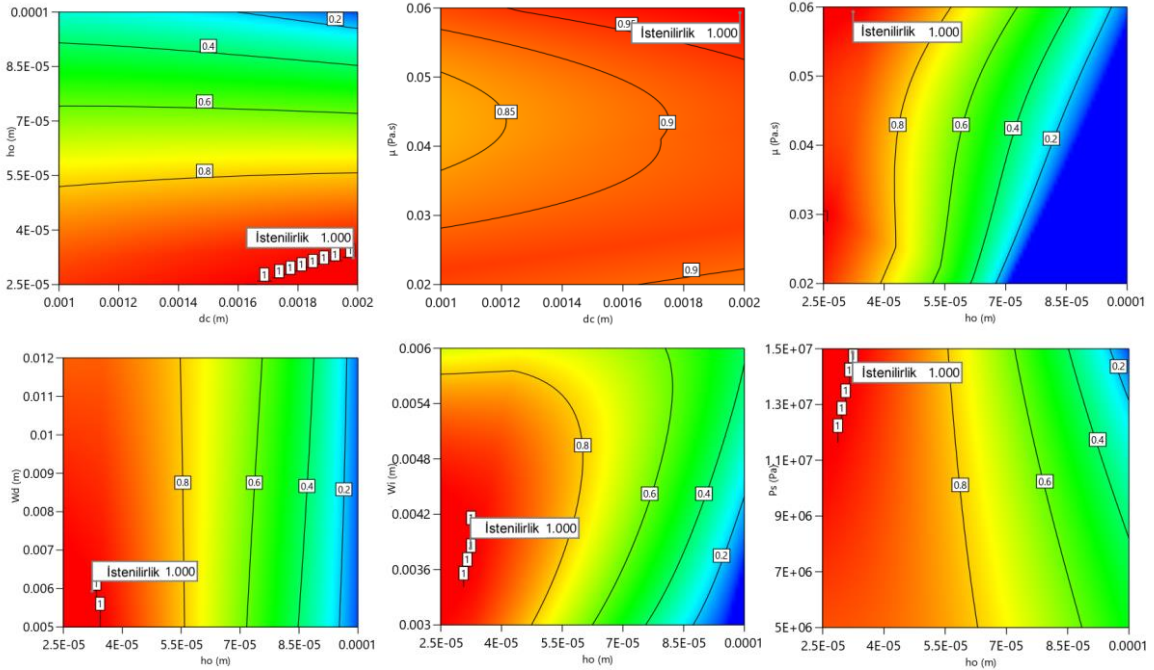 0.0001
8.5E-05
7E-05
5.5E-05
4E-05
2.5E-05
ho (m)
0.2
0.4
0.6
0.8
İstenilirlik 1.000
1 1 1 1 1 1 1 1
0.001 0.0012 0.0014 0.0016 0.0018 0.002
dc (m)
0.06
0.05
0.04
0.03
0.02
µ (Pa.s)
0.95
İstenilirlik 1.000
0.85
0.9
0.9
0.001 0.0012 0.0014 0.0016 0.0018 0.002
dc (m)
0.06
0.05
0.04
0.03
0.02
µ (Pa.s)
İstenilirlik 1.000
0.8
0.6
0.4
0.2
2.5E-05 4E-05 5.5E-05 7E-05 8.5E-05 0.0001
ho (m)
0.012
0.011
0.01
0.009
0.008
0.007
0.006
0.005
Wd (m)
0.8
0.6
0.4
0.2
İstenilirlik 1.000
1
1
2.5E-05 4E-05 5.5E-05 7E-05 8.5E-05 0.0001
ho (m)
0.006
0.0054
0.0048
0.0042
0.0036
0.003
Wi (m)
0.8
0.6
0.4
0.2
1
İstenilirlik 1.000
1
1
1
2.5E-05 4E-05 5.5E-05 7E-05 8.5E-05 0.0001
ho (m)
1.5E+07
1.3E+07
1.1E+07
9E+06
7E+06
5E+06
Ps (Pa)
1
1
İstenilirlik 1.000
1
1
1
0.2
0.4
0.6
0.8
2.5E-05 4E-05 5.5E-05 7E-05 8.5E-05 0.0001
ho (m)